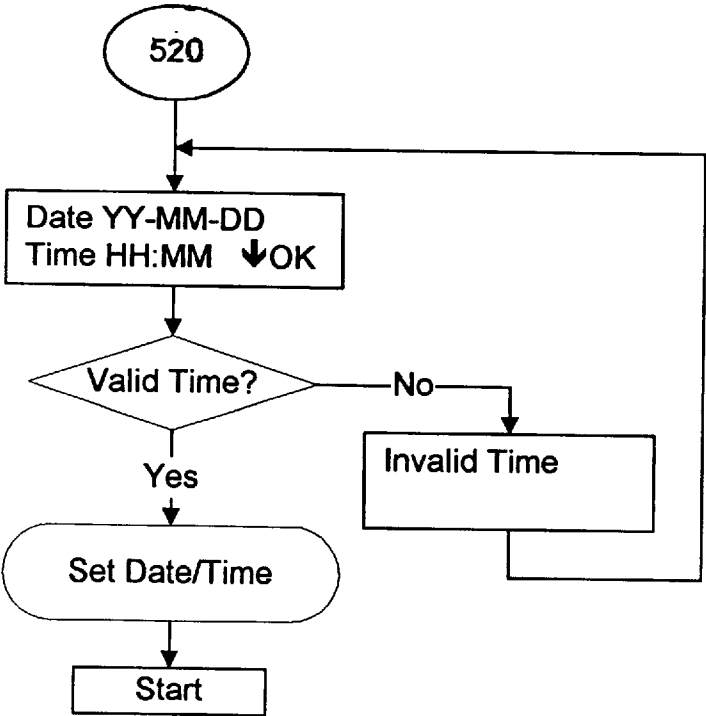 520
Date YY-MM-DD
Time HH:MM 🡻OK
Valid Time?
No
Invalid Time
Yes
Set Date/Time
Start